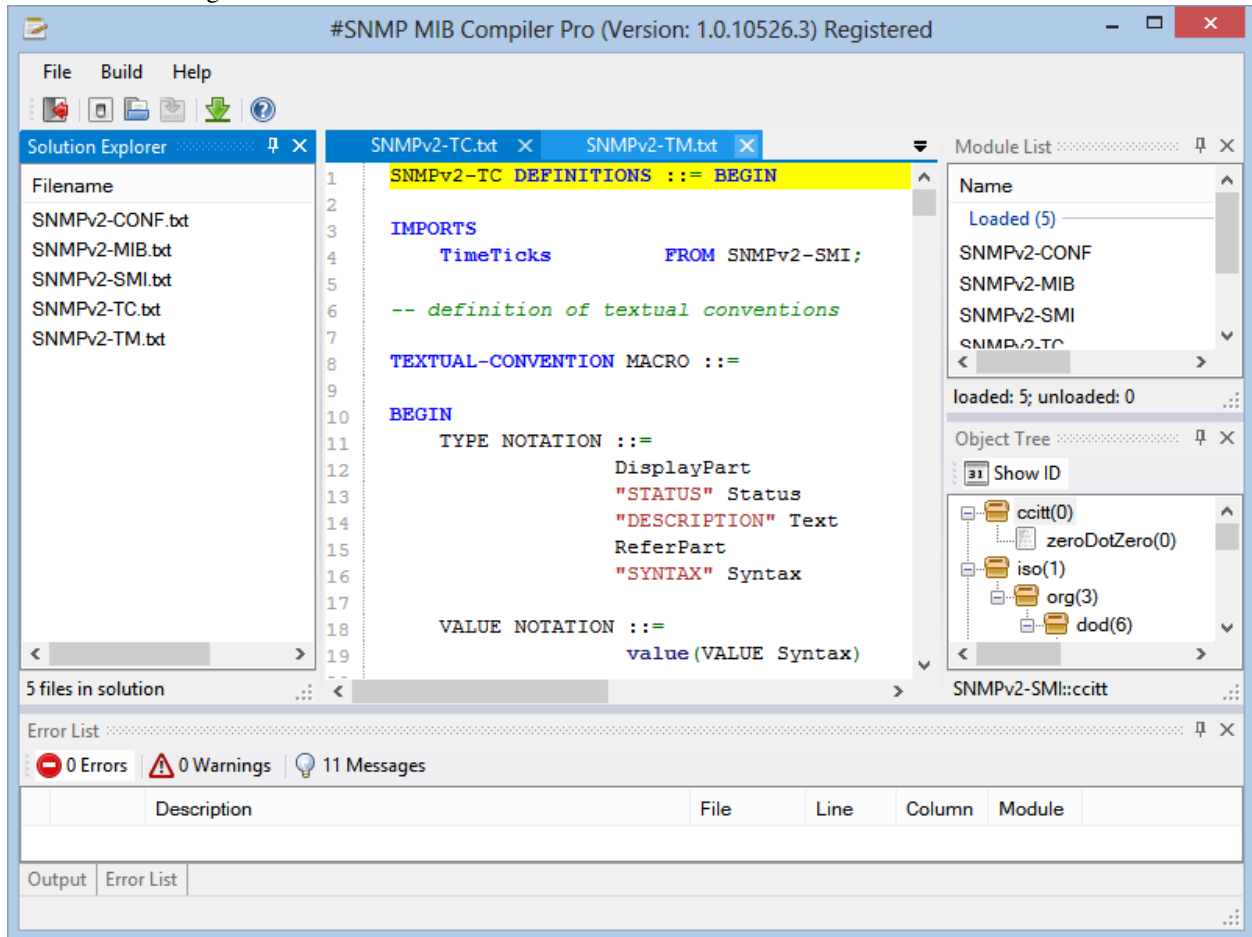 #SNMP MIB Compiler Pro (Version: 1.0.10526.3) Registered
File Build Help
Solution Explorer
Filename
SNMPv2-CONF.txt
SNMPv2-MIB.txt
SNMPv2-SMI.txt
SNMPv2-TC.txt
SNMPv2-TM.txt
5 files in solution
SNMPv2-TC.txt SNMPv2-TM.txt
1 SNMPv2-TC DEFINITIONS ::= BEGIN
2
3 IMPORTS
4 TimeTicks FROM SNMPv2-SMI;
5
6 -- definition of textual conventions
7
8 TEXTUAL-CONVENTION MACRO ::=
9
10 BEGIN
11 TYPE NOTATION ::=
12 DisplayPart
13 "STATUS" Status
14 "DESCRIPTION" Text
15 ReferPart
16 "SYNTAX" Syntax
17
18 VALUE NOTATION ::=
19 value(VALUE Syntax)
Module List
Name
Loaded (5)
SNMPv2-CONF
SNMPv2-MIB
SNMPv2-SMI
SNMPv2-TC
loaded: 5; unloaded: 0
Object Tree
31 Show ID
ccitt(0)
zeroDotZero(0)
iso(1)
org(3)
dod(6)
SNMPv2-SMI::ccitt
Error List
0 Errors 0 Warnings 11 Messages
Description File Line Column Module
Output Error List